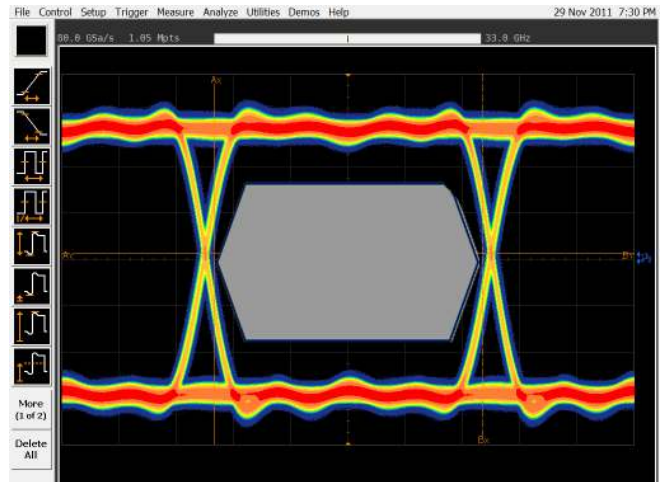 File Control Setup Trigger Measure Analyze Utilities Demos Help 29 Nov 2011 7:30 PM
80.0 GSa/s 1.05 Mpts 33.0 GHz
Ax
Ay By
Bx
More
(1 of 2)
Delete
All